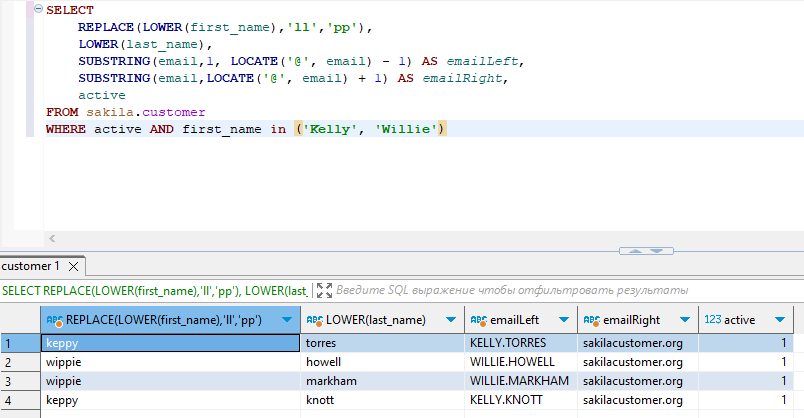 SELECT
REPLACE(LOWER(first_name),'ll','pp'),
LOWER(last_name),
SUBSTRING(email,1, LOCATE('@', email) - 1) AS emailLeft,
SUBSTRING(email,LOCATE('@', email) + 1) AS emailRight,
active
FROM sakila.customer
WHERE active AND first_name in ('Kelly', 'Willie')
customer 1
SELECT REPLACE(LOWER(first_name),'ll','pp'), LOWER(last_ Введите SQL выражение чтобы отфильтровать результаты
ABC REPLACE(LOWER(first_name),'ll','pp') ABC LOWER(last_name) ABC emailLeft ABC emailRight 123 active
1 keppy torres KELLY.TORRES sakilacustomer.org 1
2 wippie howell WILLIE.HOWELL sakilacustomer.org 1
3 wippie markham WILLIE.MARKHAM sakilacustomer.org 1
4 keppy knott KELLY.KNOTT sakilacustomer.org 1